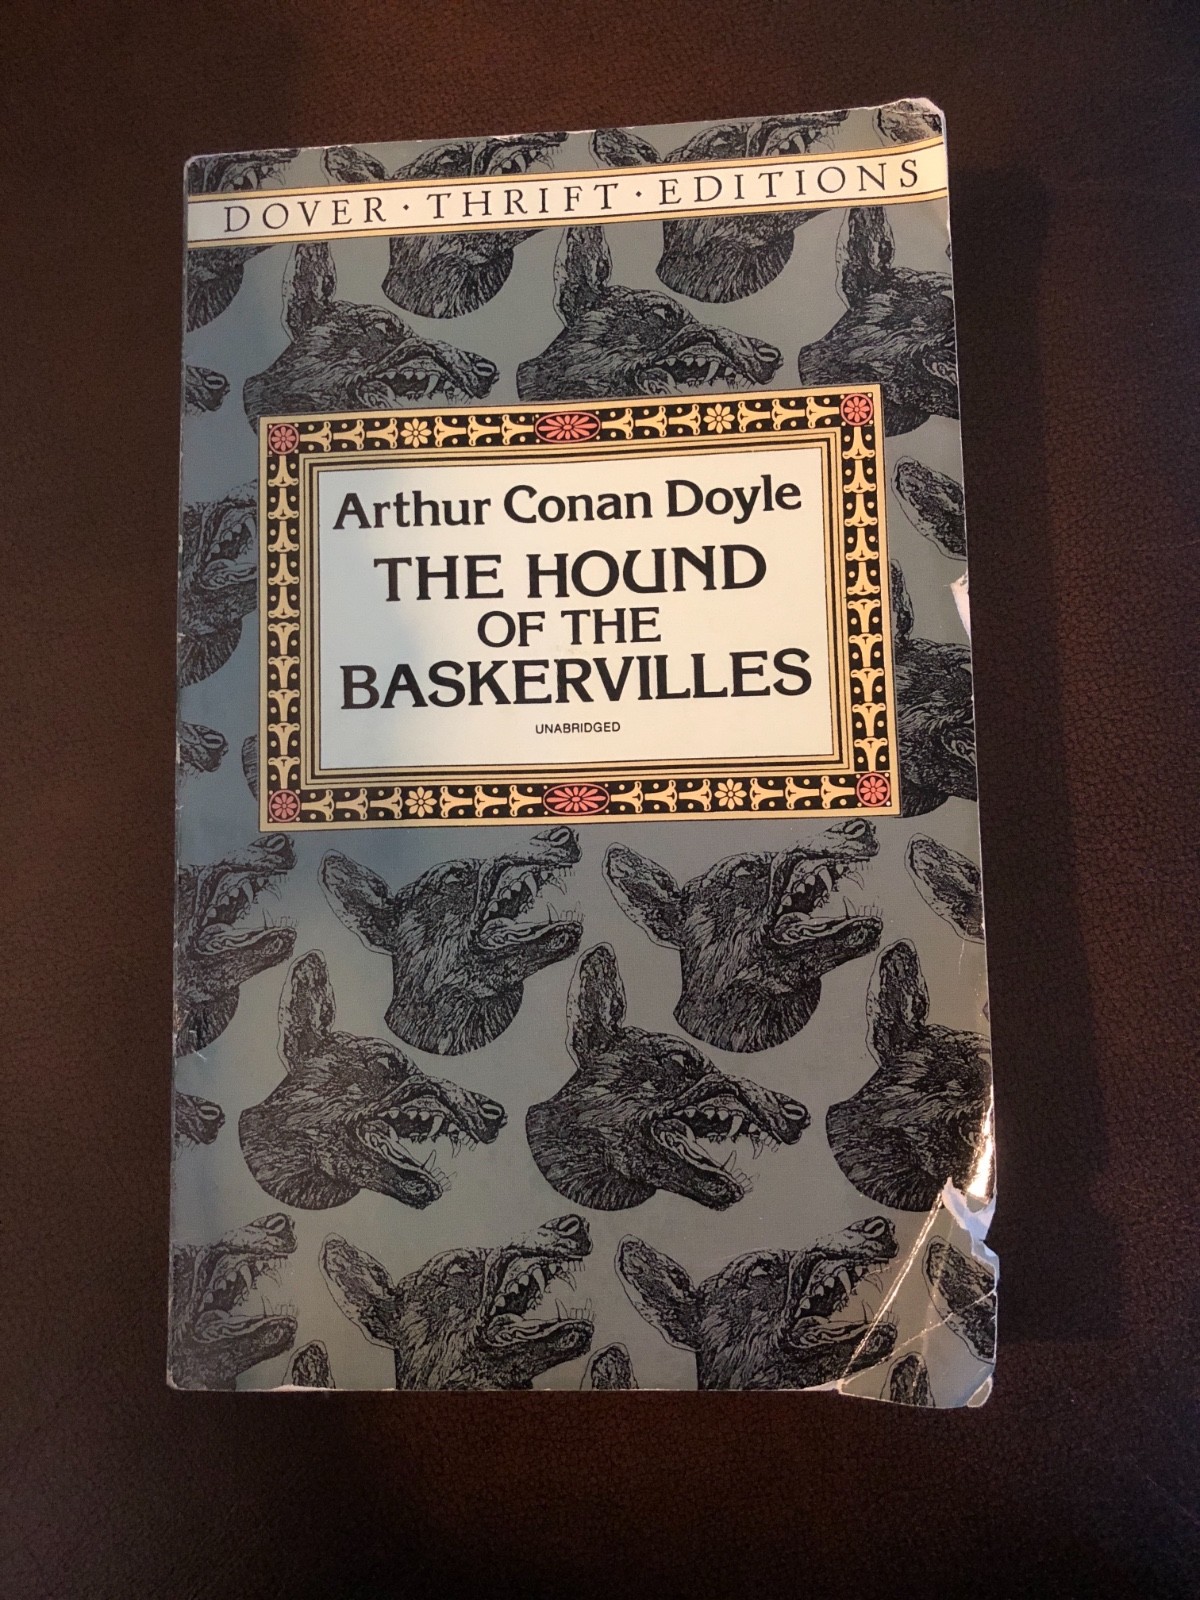 DOVER · THRIFT · EDITIONS
Arthur Conan Doyle
THE HOUND
OF THE
BASKERVILLES
UNABRIDGED